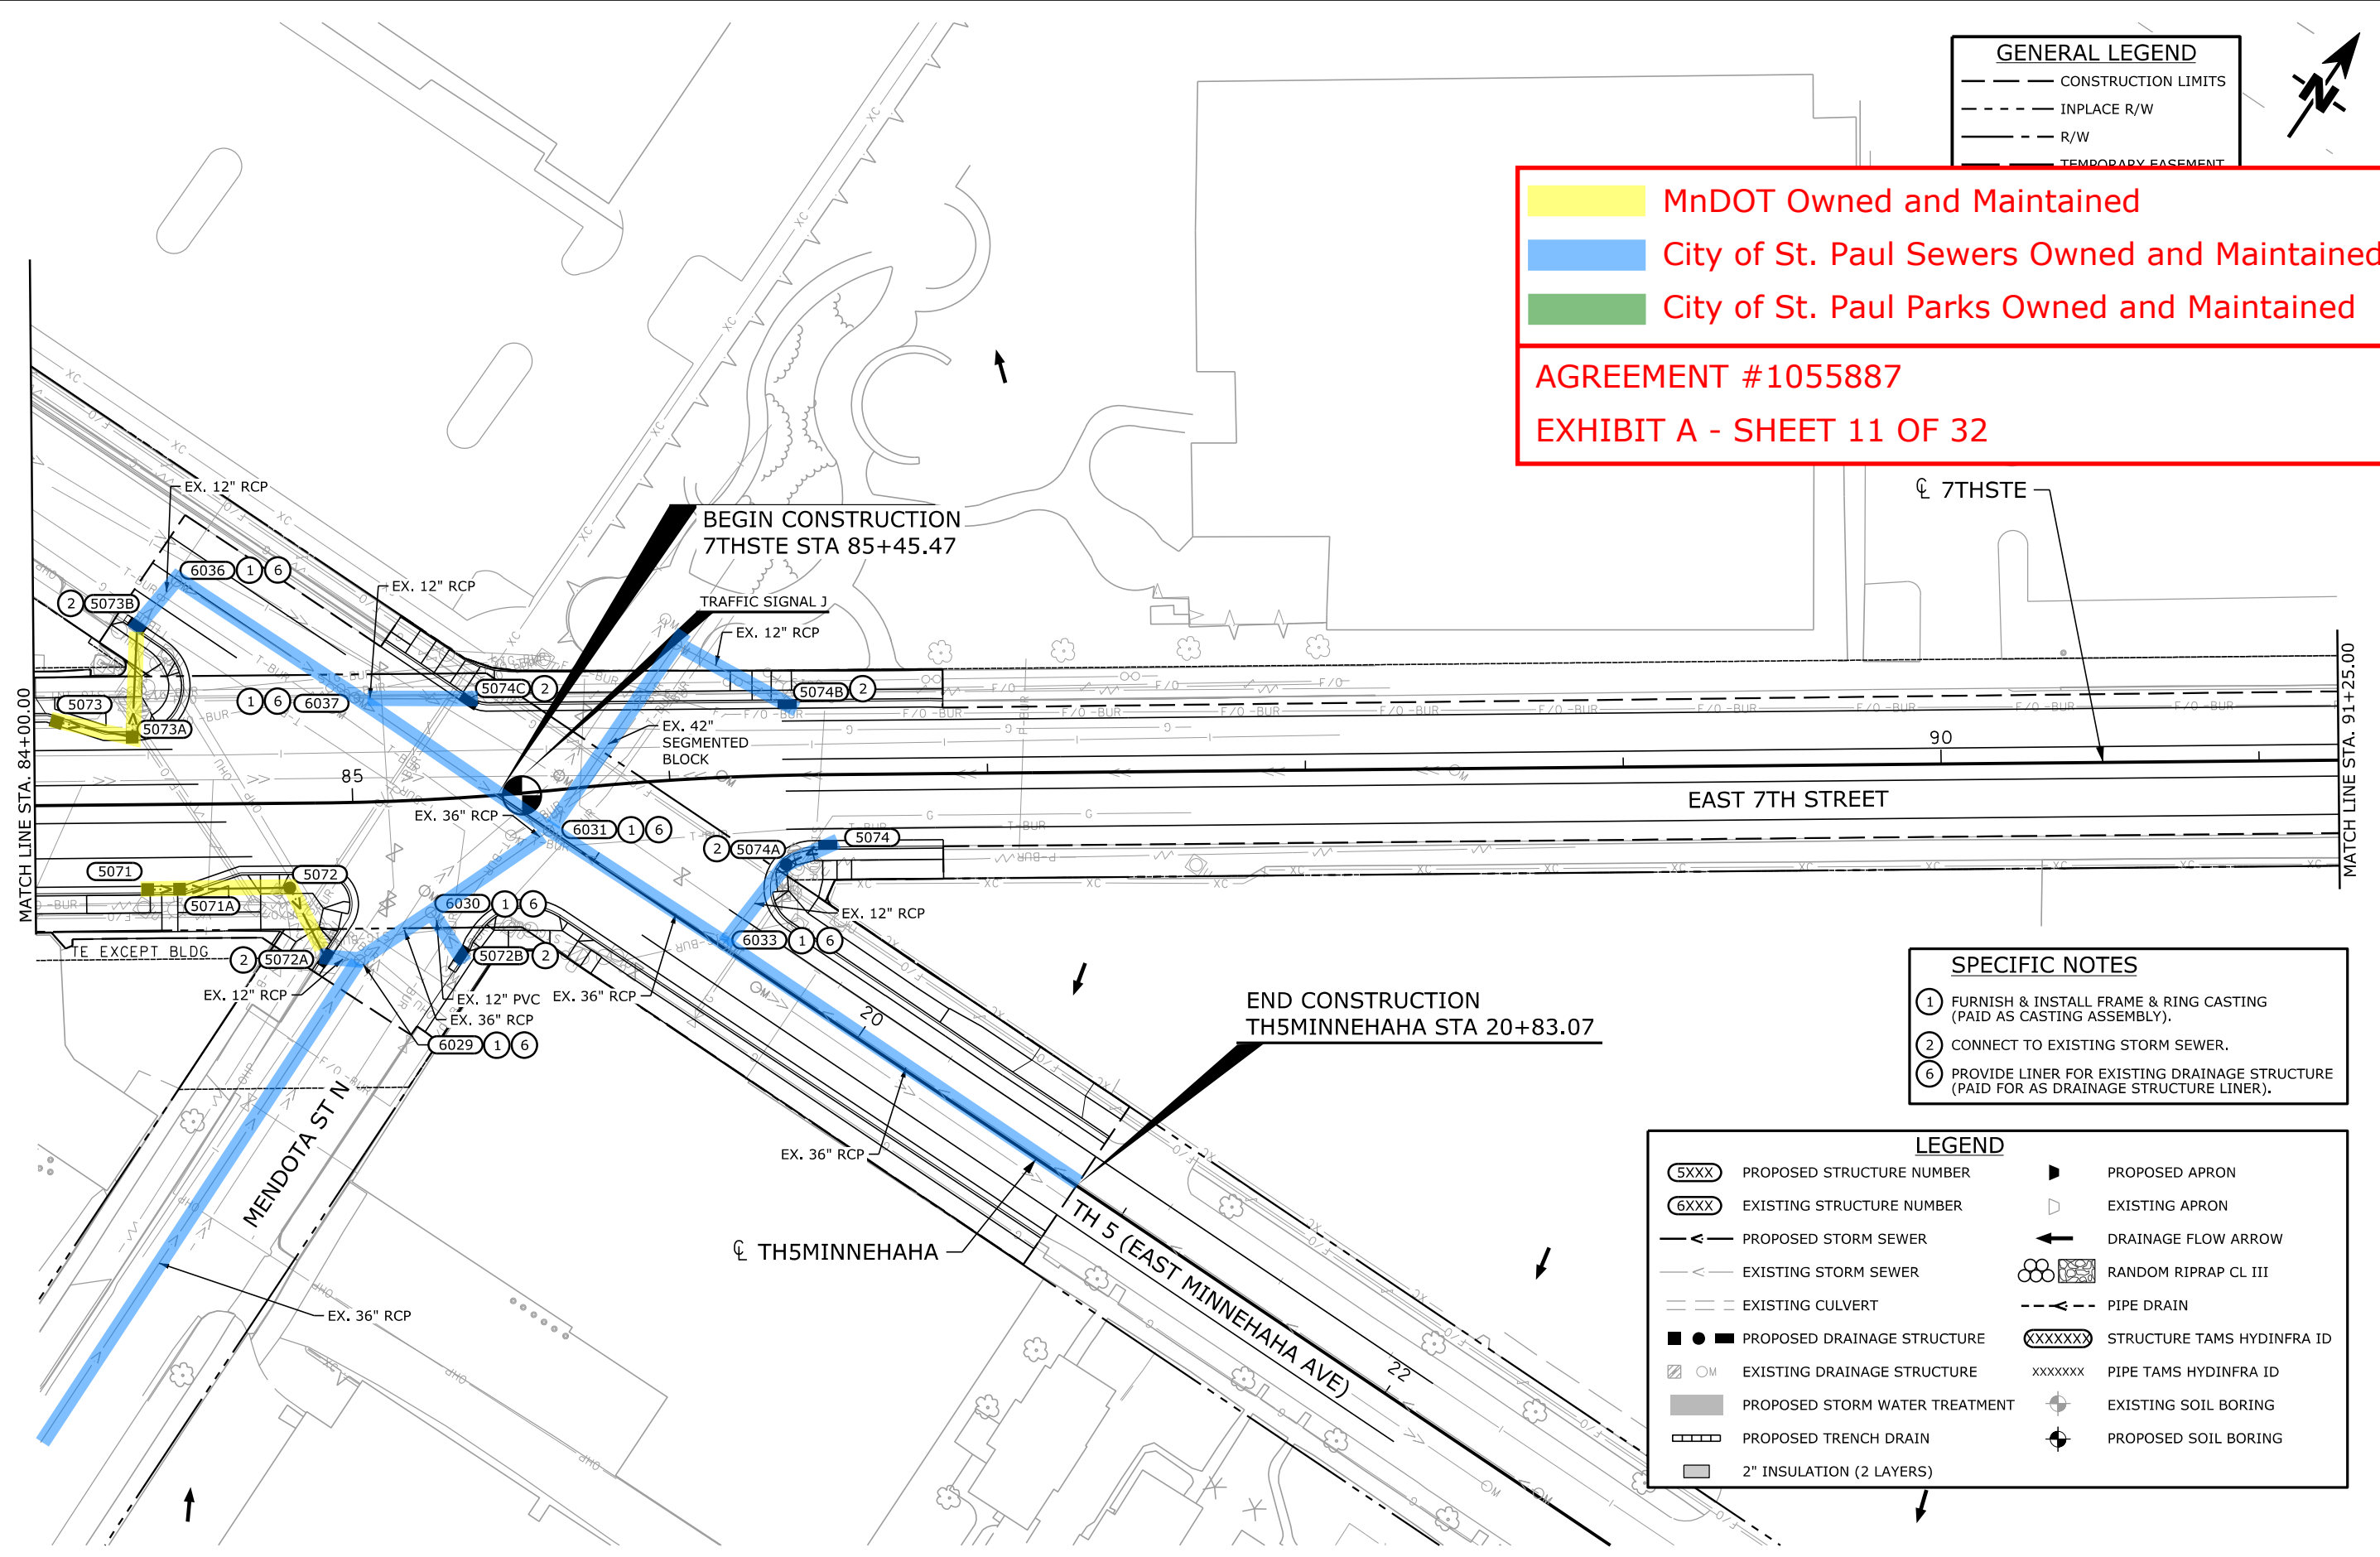 GENERAL LEGEND
CONSTRUCTION LIMITS
INPLACE R/W
R/W
TEMPORARY EASEMENT
N
MnDOT Owned and Maintained
City of St. Paul Sewers Owned and Maintained
City of St. Paul Parks Owned and Maintained
AGREEMENT #1055887
EXHIBIT A - SHEET 11 OF 32
℄ 7THSTE
EX. 12" RCP
BEGIN CONSTRUCTION
7THSTE STA 85+45.47
6036 1 6
EX. 12" RCP
2 5073B
TRAFFIC SIGNAL J
EX. 12" RCP
5074C 2
5074B 2
5073
1 6 6037
5073A
EX. 42"
SEGMENTED
BLOCK
MATCH LINE STA. 84+00.00
MATCH LINE STA. 91+25.00
85
90
EAST 7TH STREET
EX. 36" RCP
6031 1 6
2 5074A
5074
5071
5072
5071A
6030 1 6
EX. 12" RCP
6033 1 6
TE EXCEPT BLDG
2 5072A
5072B 2
EX. 12" RCP
EX. 12" PVC
EX. 36" RCP
EX. 36" RCP
6029 1 6
20
END CONSTRUCTION
TH5MINNEHAHA STA 20+83.07
MENDOTA ST N
EX. 36" RCP
℄ TH5MINNEHAHA
TH 5 (EAST MINNEHAHA AVE)
22
EX. 36" RCP
SPECIFIC NOTES
1 FURNISH & INSTALL FRAME & RING CASTING
(PAID AS CASTING ASSEMBLY).
2 CONNECT TO EXISTING STORM SEWER.
6 PROVIDE LINER FOR EXISTING DRAINAGE STRUCTURE
(PAID FOR AS DRAINAGE STRUCTURE LINER).
LEGEND
5XXX PROPOSED STRUCTURE NUMBER
6XXX EXISTING STRUCTURE NUMBER
PROPOSED STORM SEWER
EXISTING STORM SEWER
EXISTING CULVERT
PROPOSED DRAINAGE STRUCTURE
EXISTING DRAINAGE STRUCTURE
PROPOSED STORM WATER TREATMENT
PROPOSED TRENCH DRAIN
2" INSULATION (2 LAYERS)
PROPOSED APRON
EXISTING APRON
DRAINAGE FLOW ARROW
RANDOM RIPRAP CL III
PIPE DRAIN
XXXXXXX STRUCTURE TAMS HYDINFRA ID
XXXXXXX PIPE TAMS HYDINFRA ID
EXISTING SOIL BORING
PROPOSED SOIL BORING